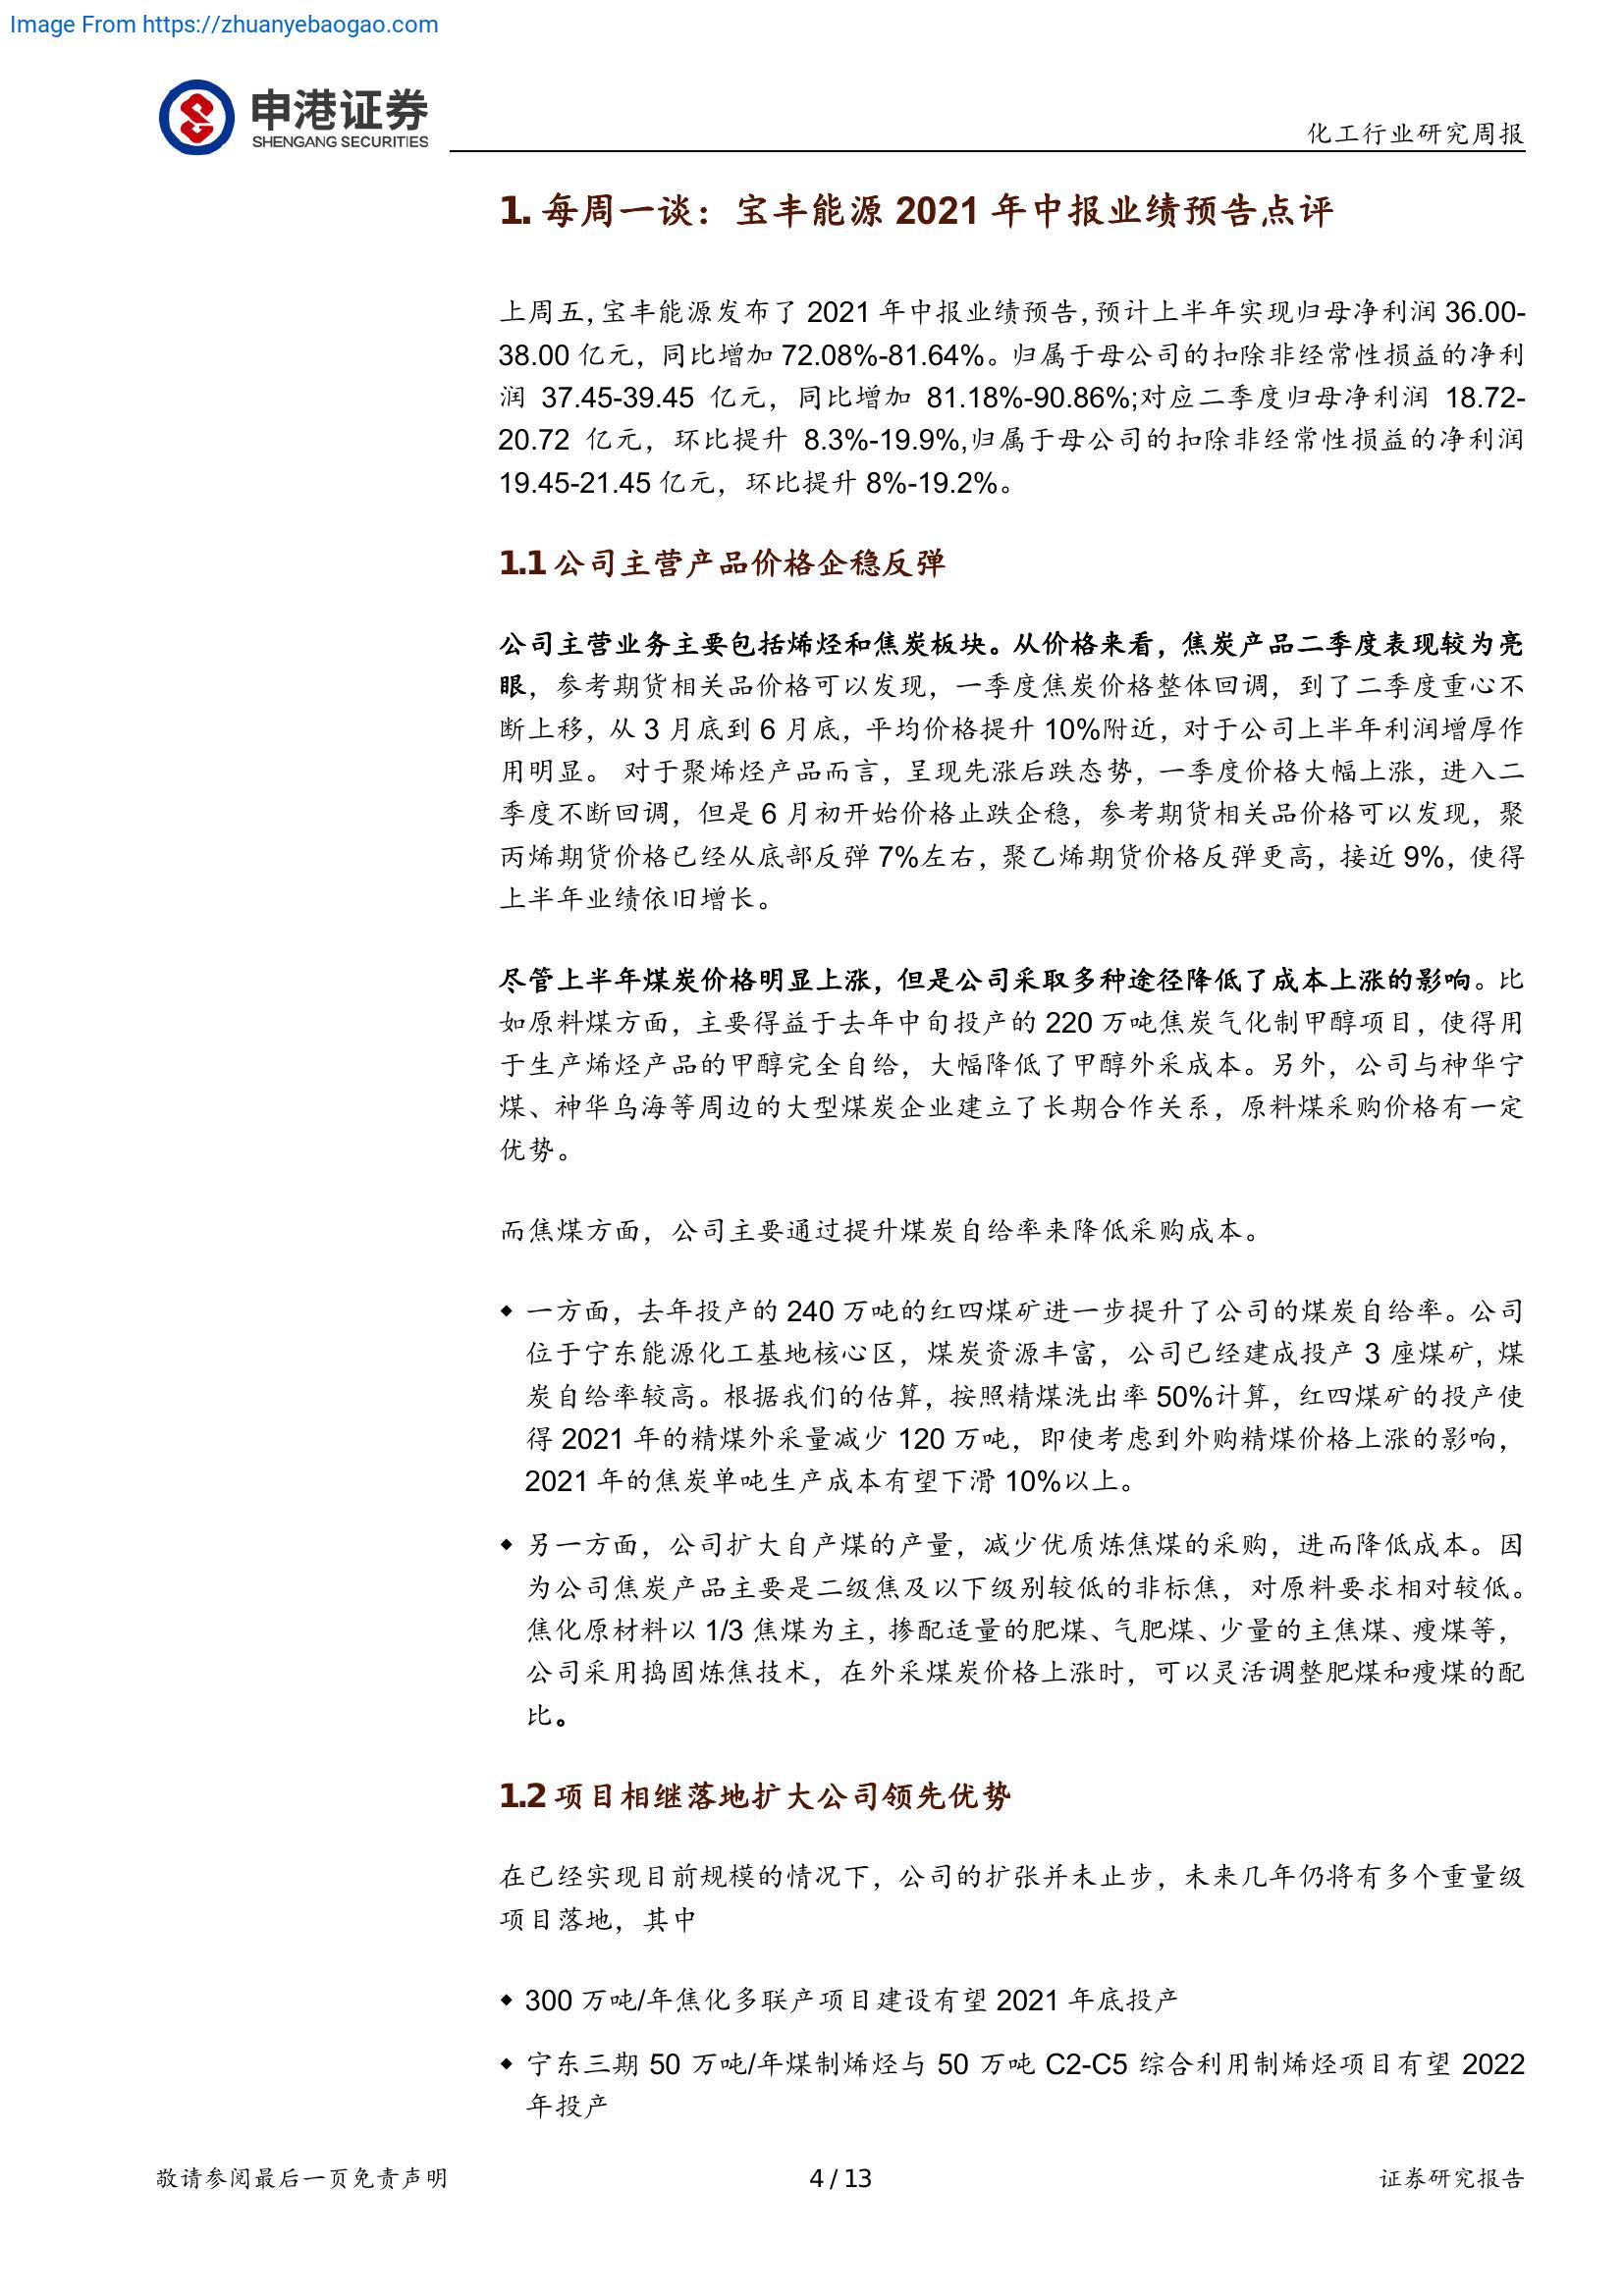 Image From https://zhuanyebaogao.com
申港证券
SHENGANG SECURITIES
化工行业研究周报
1. 每周一谈：宝丰能源 2021 年中报业绩预告点评
上周五,宝丰能源发布了 2021 年中报业绩预告,预计上半年实现归母净利润 36.00-
38.00 亿元，同比增加 72.08%-81.64%。归属于母公司的扣除非经常性损益的净利
润 37.45-39.45 亿元，同比增加 81.18%-90.86%;对应二季度归母净利润 18.72-
20.72 亿元，环比提升 8.3%-19.9%,归属于母公司的扣除非经常性损益的净利润
19.45-21.45 亿元，环比提升 8%-19.2%。
1.1 公司主营产品价格企稳反弹
公司主营业务主要包括烯烃和焦炭板块。从价格来看，焦炭产品二季度表现较为亮
眼，参考期货相关品价格可以发现，一季度焦炭价格整体回调，到了二季度重心不
断上移，从 3 月底到 6 月底，平均价格提升 10%附近，对于公司上半年利润增厚作
用明显。 对于聚烯烃产品而言，呈现先涨后跌态势，一季度价格大幅上涨，进入二
季度不断回调，但是 6 月初开始价格止跌企稳，参考期货相关品价格可以发现，聚
丙烯期货价格已经从底部反弹 7%左右，聚乙烯期货价格反弹更高，接近 9%，使得
上半年业绩依旧增长。
尽管上半年煤炭价格明显上涨，但是公司采取多种途径降低了成本上涨的影响。比
如原料煤方面，主要得益于去年中旬投产的 220 万吨焦炭气化制甲醇项目，使得用
于生产烯烃产品的甲醇完全自给，大幅降低了甲醇外采成本。另外，公司与神华宁
煤、神华乌海等周边的大型煤炭企业建立了长期合作关系，原料煤采购价格有一定
优势。
而焦煤方面，公司主要通过提升煤炭自给率来降低采购成本。
◆ 一方面，去年投产的 240 万吨的红四煤矿进一步提升了公司的煤炭自给率。公司
位于宁东能源化工基地核心区，煤炭资源丰富，公司已经建成投产 3 座煤矿, 煤
炭自给率较高。根据我们的估算，按照精煤洗出率 50%计算，红四煤矿的投产使
得 2021 年的精煤外采量减少 120 万吨，即使考虑到外购精煤价格上涨的影响，
2021 年的焦炭单吨生产成本有望下滑 10%以上。
◆ 另一方面，公司扩大自产煤的产量，减少优质炼焦煤的采购，进而降低成本。因
为公司焦炭产品主要是二级焦及以下级别较低的非标焦，对原料要求相对较低。
焦化原材料以 1/3 焦煤为主，掺配适量的肥煤、气肥煤、少量的主焦煤、瘦煤等，
公司采用捣固炼焦技术，在外采煤炭价格上涨时，可以灵活调整肥煤和瘦煤的配
比。
1.2 项目相继落地扩大公司领先优势
在已经实现目前规模的情况下，公司的扩张并未止步，未来几年仍将有多个重量级
项目落地，其中
◆ 300 万吨/年焦化多联产项目建设有望 2021 年底投产
◆ 宁东三期 50 万吨/年煤制烯烃与 50 万吨 C2-C5 综合利用制烯烃项目有望 2022
年投产
敬请参阅最后一页免责声明
4 / 13
证券研究报告